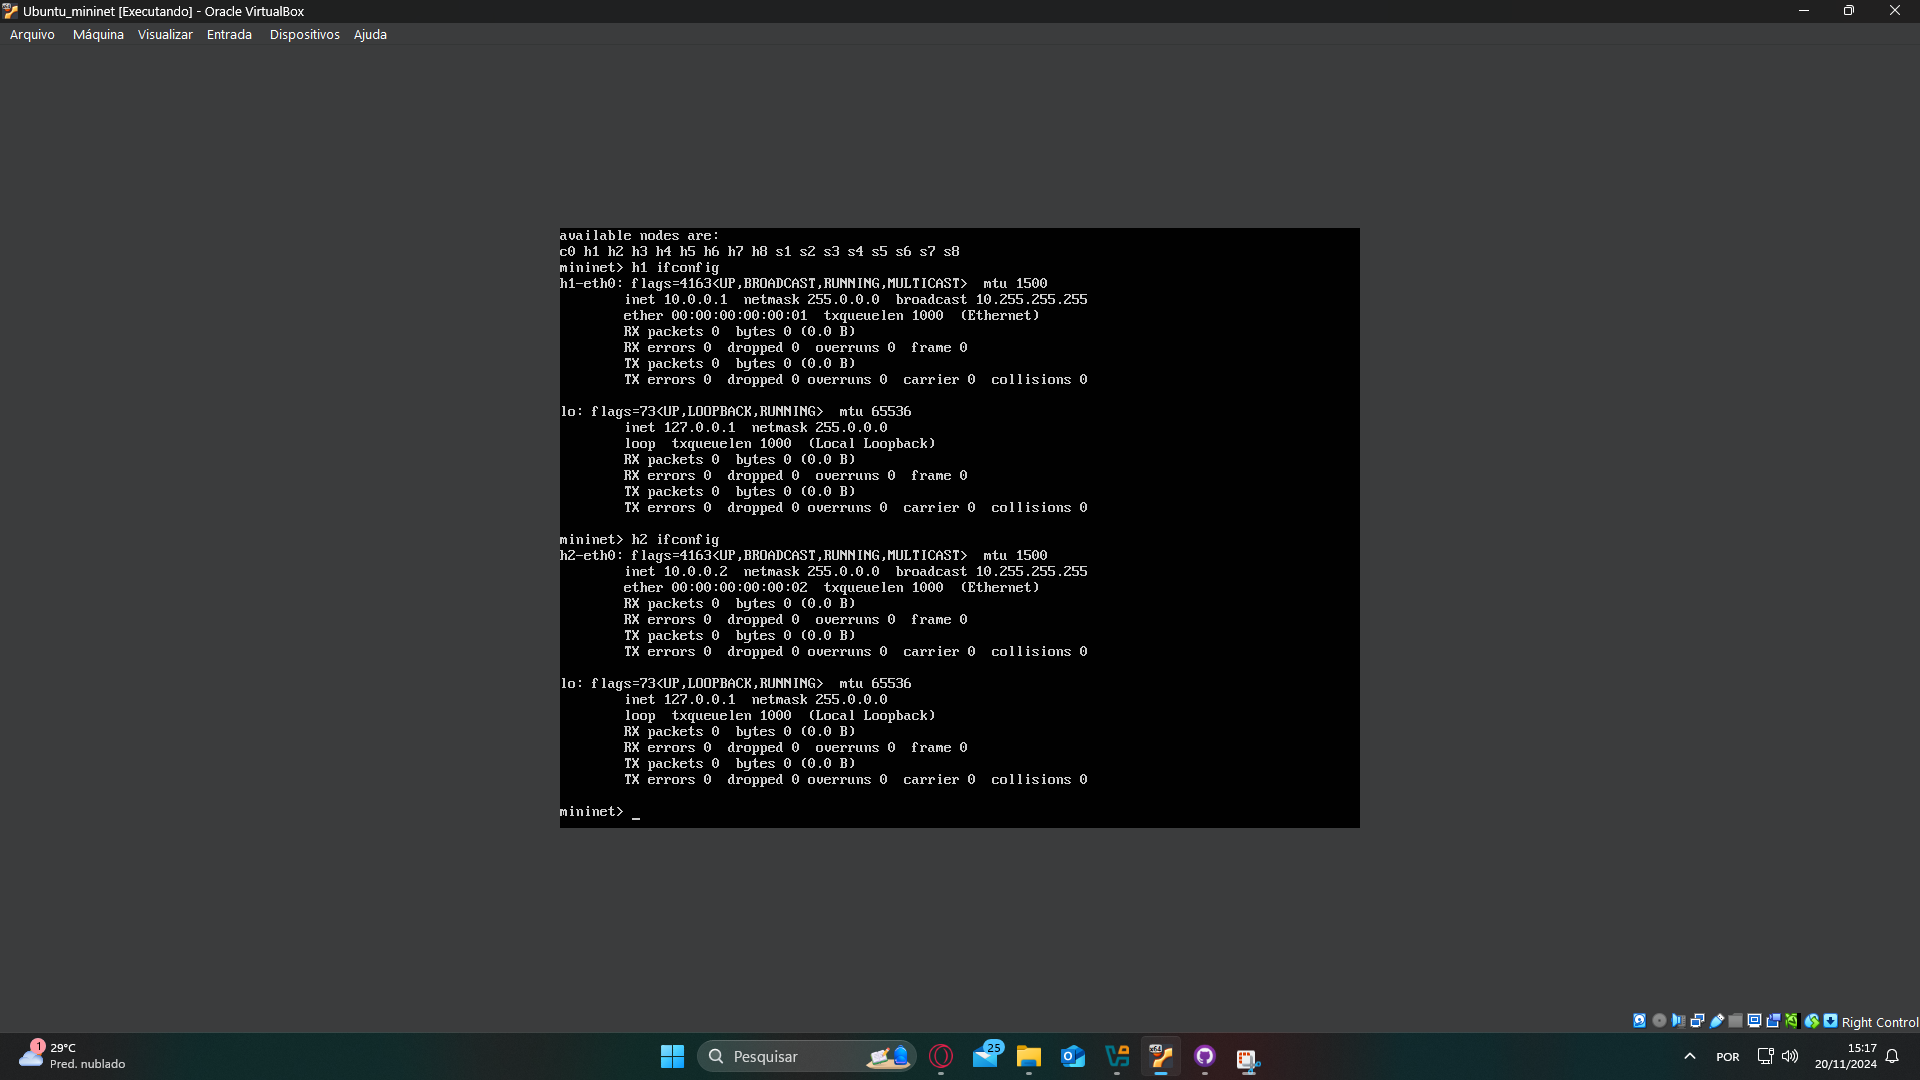 Ubuntu_mininet [Executando] - Oracle VirtualBox
Arquivo Máquina Visualizar Entrada Dispositivos Ajuda
available nodes are:
c0 h1 h2 h3 h4 h5 h6 h7 h8 s1 s2 s3 s4 s5 s6 s7 s8
mininet> h1 ifconfig
h1-eth0: flags=4163<UP,BROADCAST,RUNNING,MULTICAST>  mtu 1500
        inet 10.0.0.1  netmask 255.0.0.0  broadcast 10.255.255.255
        ether 00:00:00:00:00:01  txqueuelen 1000  (Ethernet)
        RX packets 0  bytes 0 (0.0 B)
        RX errors 0  dropped 0  overruns 0  frame 0
        TX packets 0  bytes 0 (0.0 B)
        TX errors 0  dropped 0 overruns 0  carrier 0  collisions 0
lo: flags=73<UP,LOOPBACK,RUNNING>  mtu 65536
        inet 127.0.0.1  netmask 255.0.0.0
        loop  txqueuelen 1000  (Local Loopback)
        RX packets 0  bytes 0 (0.0 B)
        RX errors 0  dropped 0  overruns 0  frame 0
        TX packets 0  bytes 0 (0.0 B)
        TX errors 0  dropped 0 overruns 0  carrier 0  collisions 0
mininet> h2 ifconfig
h2-eth0: flags=4163<UP,BROADCAST,RUNNING,MULTICAST>  mtu 1500
        inet 10.0.0.2  netmask 255.0.0.0  broadcast 10.255.255.255
        ether 00:00:00:00:00:02  txqueuelen 1000  (Ethernet)
        RX packets 0  bytes 0 (0.0 B)
        RX errors 0  dropped 0  overruns 0  frame 0
        TX packets 0  bytes 0 (0.0 B)
        TX errors 0  dropped 0 overruns 0  carrier 0  collisions 0
lo: flags=73<UP,LOOPBACK,RUNNING>  mtu 65536
        inet 127.0.0.1  netmask 255.0.0.0
        loop  txqueuelen 1000  (Local Loopback)
        RX packets 0  bytes 0 (0.0 B)
        RX errors 0  dropped 0  overruns 0  frame 0
        TX packets 0  bytes 0 (0.0 B)
        TX errors 0  dropped 0 overruns 0  carrier 0  collisions 0
mininet> _
Right Control
1
29°C
Pred. nublado
Pesquisar
25
POR
15:17
20/11/2024